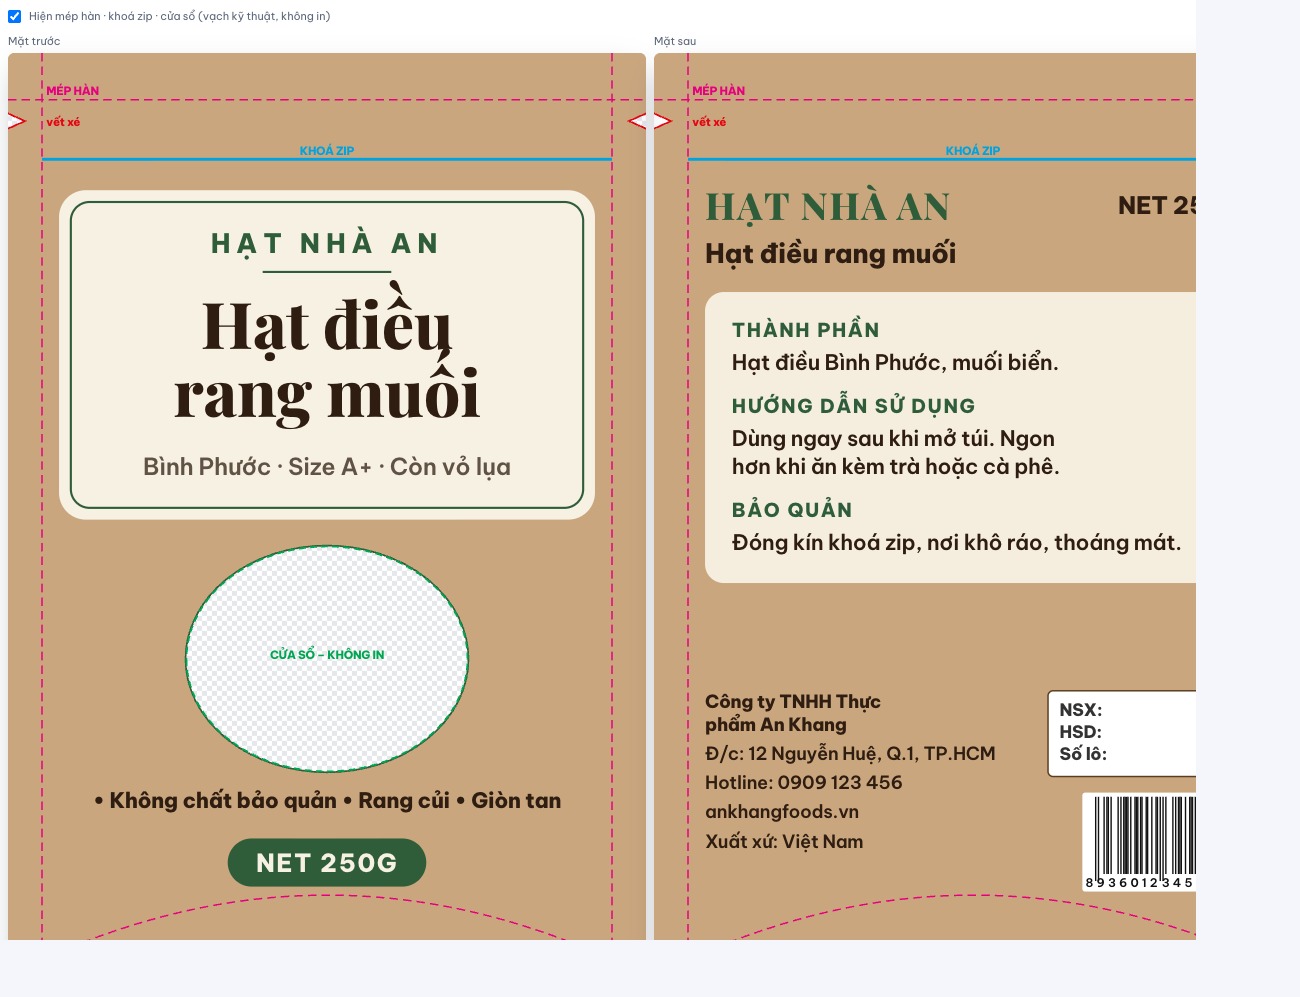 Hiện mép hàn · khoá zip · cửa sổ (vạch kỹ thuật, không in)
Mặt trước
MÉP HÀN
vết xé
KHOÁ ZIP
HẠT NHÀ AN
Hạt điều
rang muối
Bình Phước · Size A+ · Còn vỏ lụa
CỬA SỔ – KHÔNG IN
• Không chất bảo quản • Rang củi • Giòn tan
NET 250G
Mặt sau
MÉP HÀN
vết xé
KHOÁ ZIP
HẠT NHÀ AN
NET 25
Hạt điều rang muối
THÀNH PHẦN
Hạt điều Bình Phước, muối biển.
HƯỚNG DẪN SỬ DỤNG
Dùng ngay sau khi mở túi. Ngon
hơn khi ăn kèm trà hoặc cà phê.
BẢO QUẢN
Đóng kín khoá zip, nơi khô ráo, thoáng mát.
Công ty TNHH Thực
phẩm An Khang
Đ/c: 12 Nguyễn Huệ, Q.1, TP.HCM
Hotline: 0909 123 456
ankhangfoods.vn
Xuất xứ: Việt Nam
NSX:
HSD:
Số lô:
8936012345